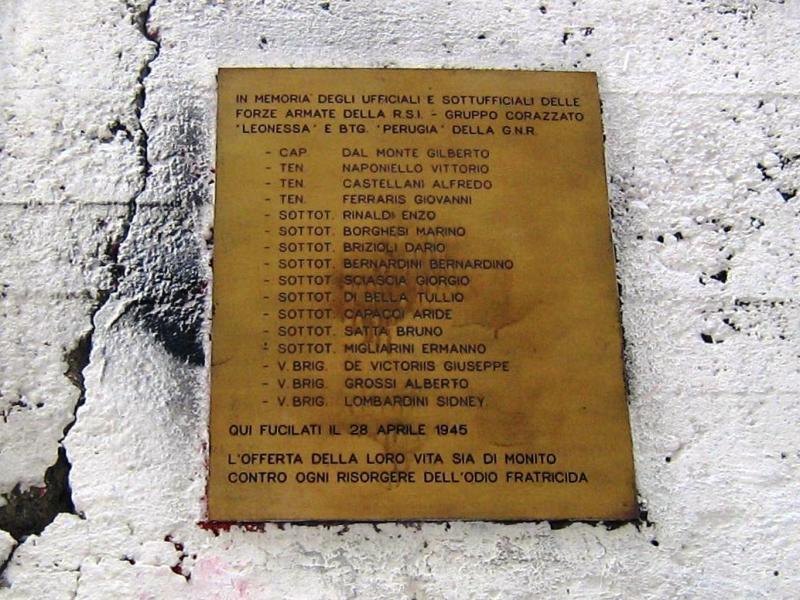 IN MEMORIA DEGLI UFFICIALI E SOTTUFFICIALI DELLE
FORZE ARMATE DELLA R.S.I. - GRUPPO CORAZZATO
"LEONESSA" E BTG. "PERUGIA" DELLA G.N.R.
- CAP. DAL MONTE GILBERTO
- TEN. NAPONIELLO VITTORIO
- TEN. CASTELLANI ALFREDO
- TEN. FERRARIS GIOVANNI
- SOTTOT. RINALDI ENZO
- SOTTOT. BORGHESI MARINO
- SOTTOT. BRIZIOLI DARIO
- SOTTOT. BERNARDINI BERNARDINO
- SOTTOT. SCIASCIA GIORGIO
- SOTTOT. DI BELLA TULLIO
- SOTTOT. CAPACCI ARIDE
- SOTTOT. SATTA BRUNO
- SOTTOT. MIGLIARINI ERMANNO
- V. BRIG. DE VICTORIIS GIUSEPPE
- V. BRIG. GROSSI ALBERTO
- V. BRIG. LOMBARDINI SIDNEY.
QUI FUCILATI IL 28 APRILE 1945
L'OFFERTA DELLA LORO VITA SIA DI MONITO
CONTRO OGNI RISORGERE DELL'ODIO FRATRICIDA